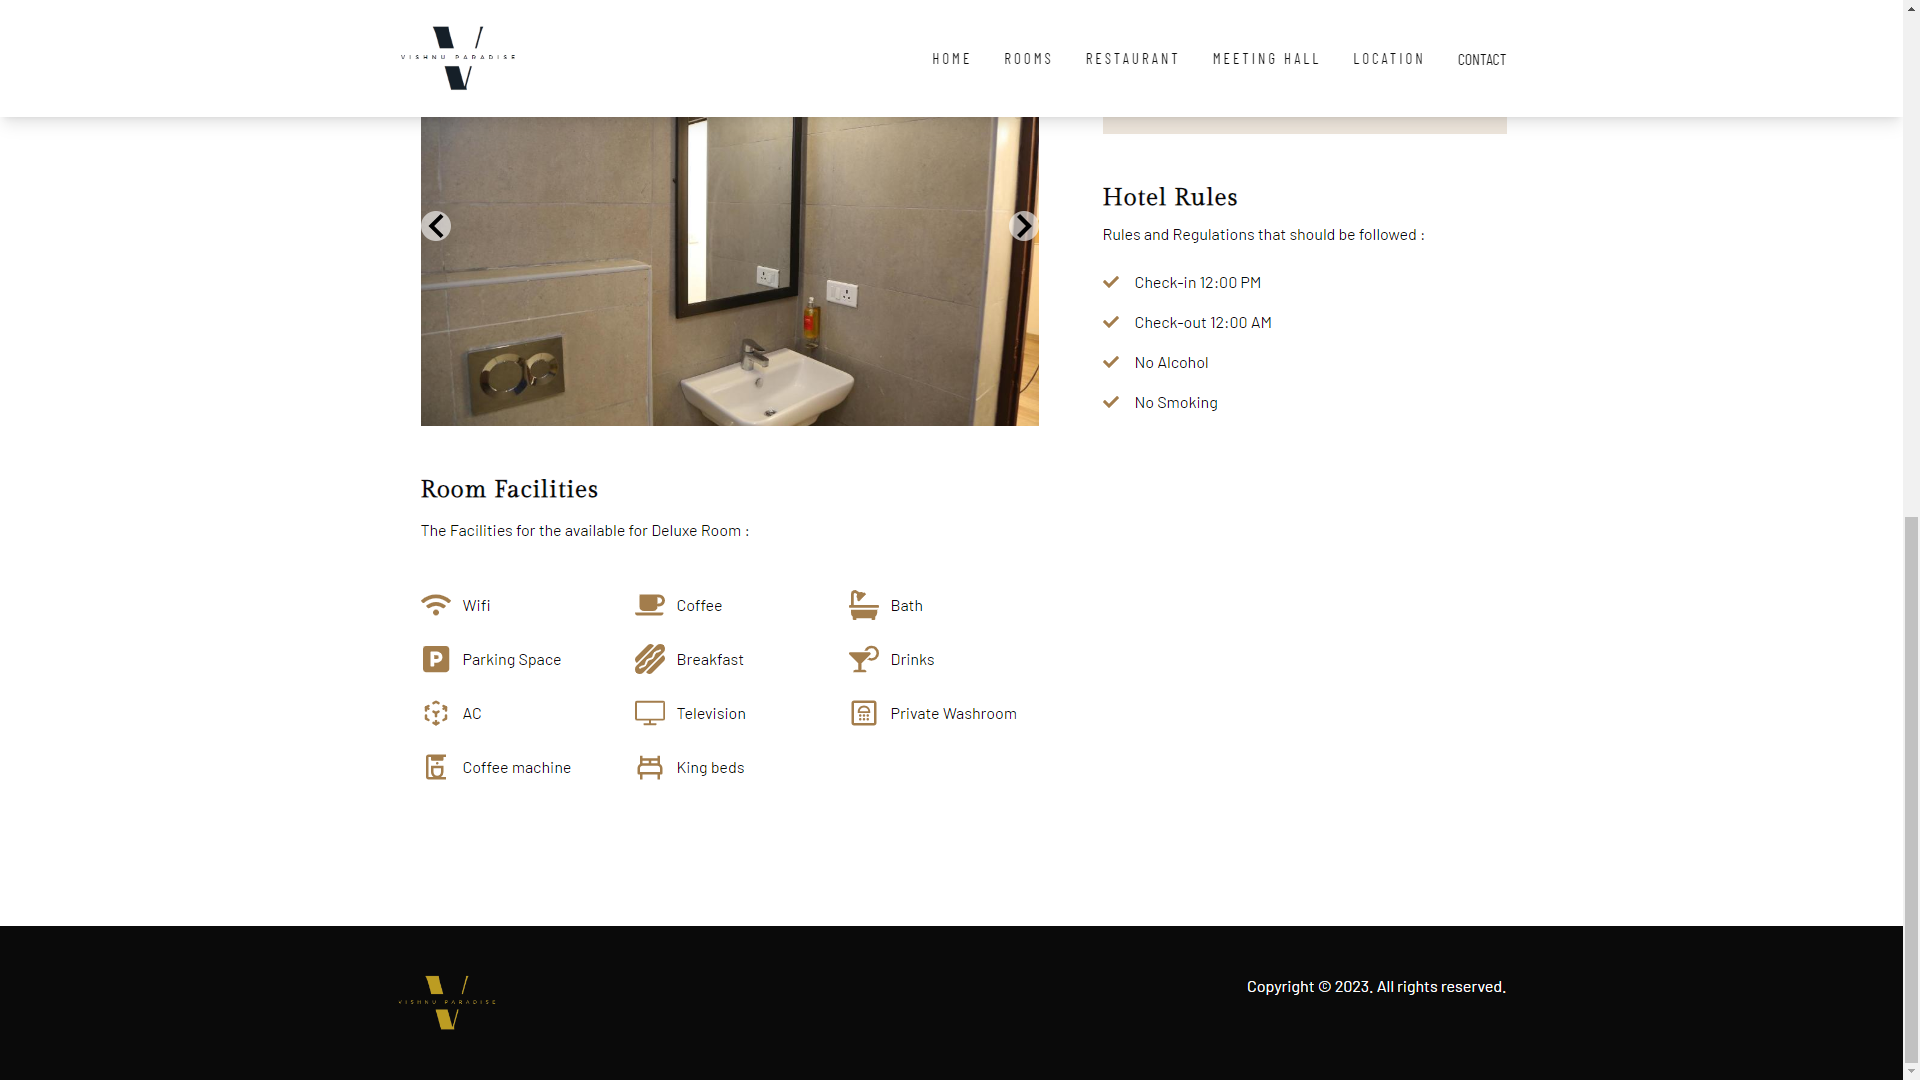 VISHNU PARADISE
HOME ROOMS RESTAURANT MEETING HALL LOCATION CONTACT
Hotel Rules
Rules and Regulations that should be followed :
Check-in 12:00 PM
Check-out 12:00 AM
No Alcohol
No Smoking
Room Facilities
The Facilities for the available for Deluxe Room :
Wifi Coffee Bath
Parking Space Breakfast Drinks
AC Television Private Washroom
Coffee machine King beds
VISHNU PARADISE
Copyright © 2023. All rights reserved.